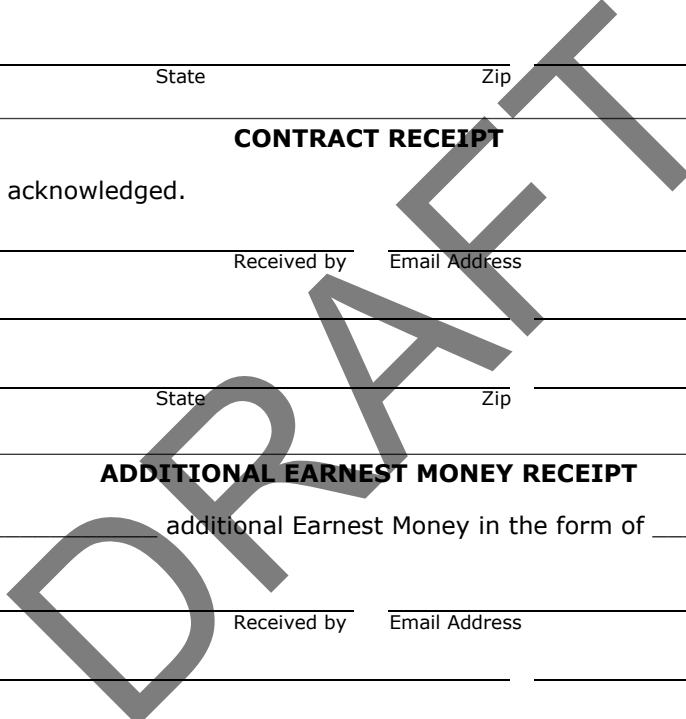 State Zip
CONTRACT RECEIPT
acknowledged.
Received by Email Address
State Zip
ADDITIONAL EARNEST MONEY RECEIPT
additional Earnest Money in the form of
Received by Email Address
DRAFT